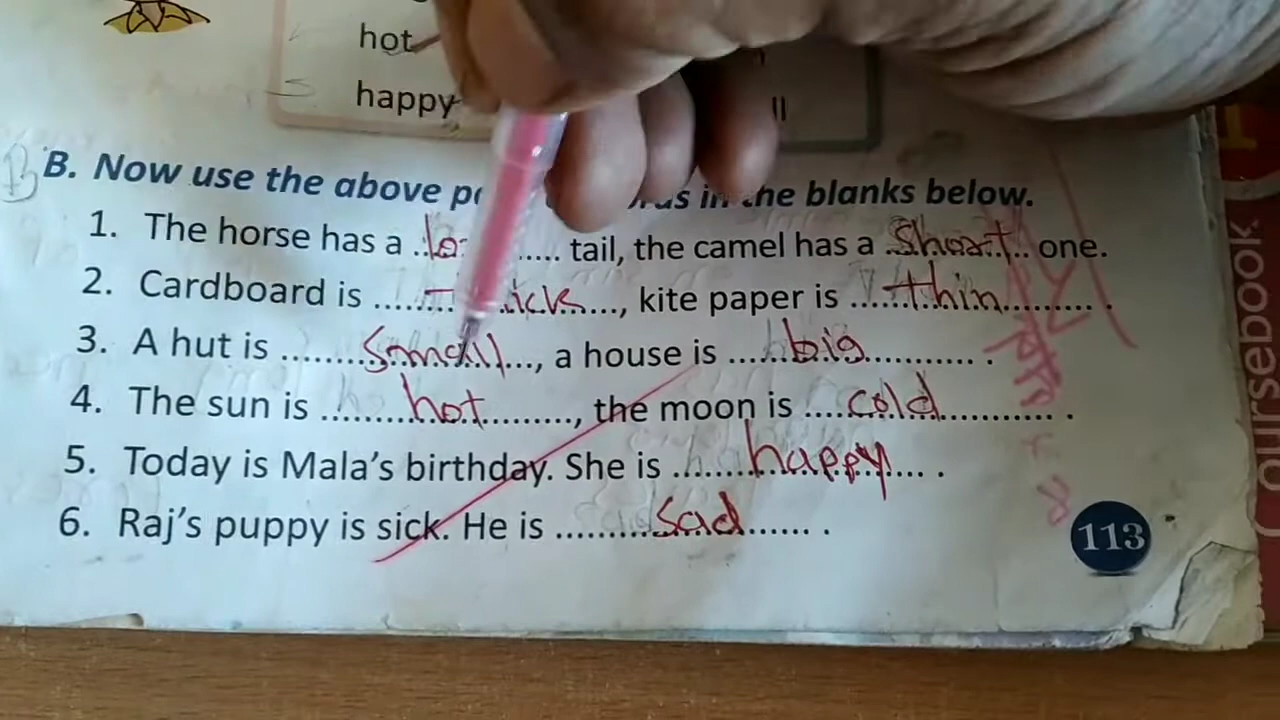 hot
happy
ll
B. Now use the above in the blanks below.
1. The horse has a ........ tail, the camel has a short one.
2. Cardboard is ........, kite paper is thin .
3. A hut is small, a house is big .
4. The sun is hot, the moon is cold .
5. Today is Mala's birthday. She is happy .
6. Raj's puppy is sick. He is sad .
113
Coursebook